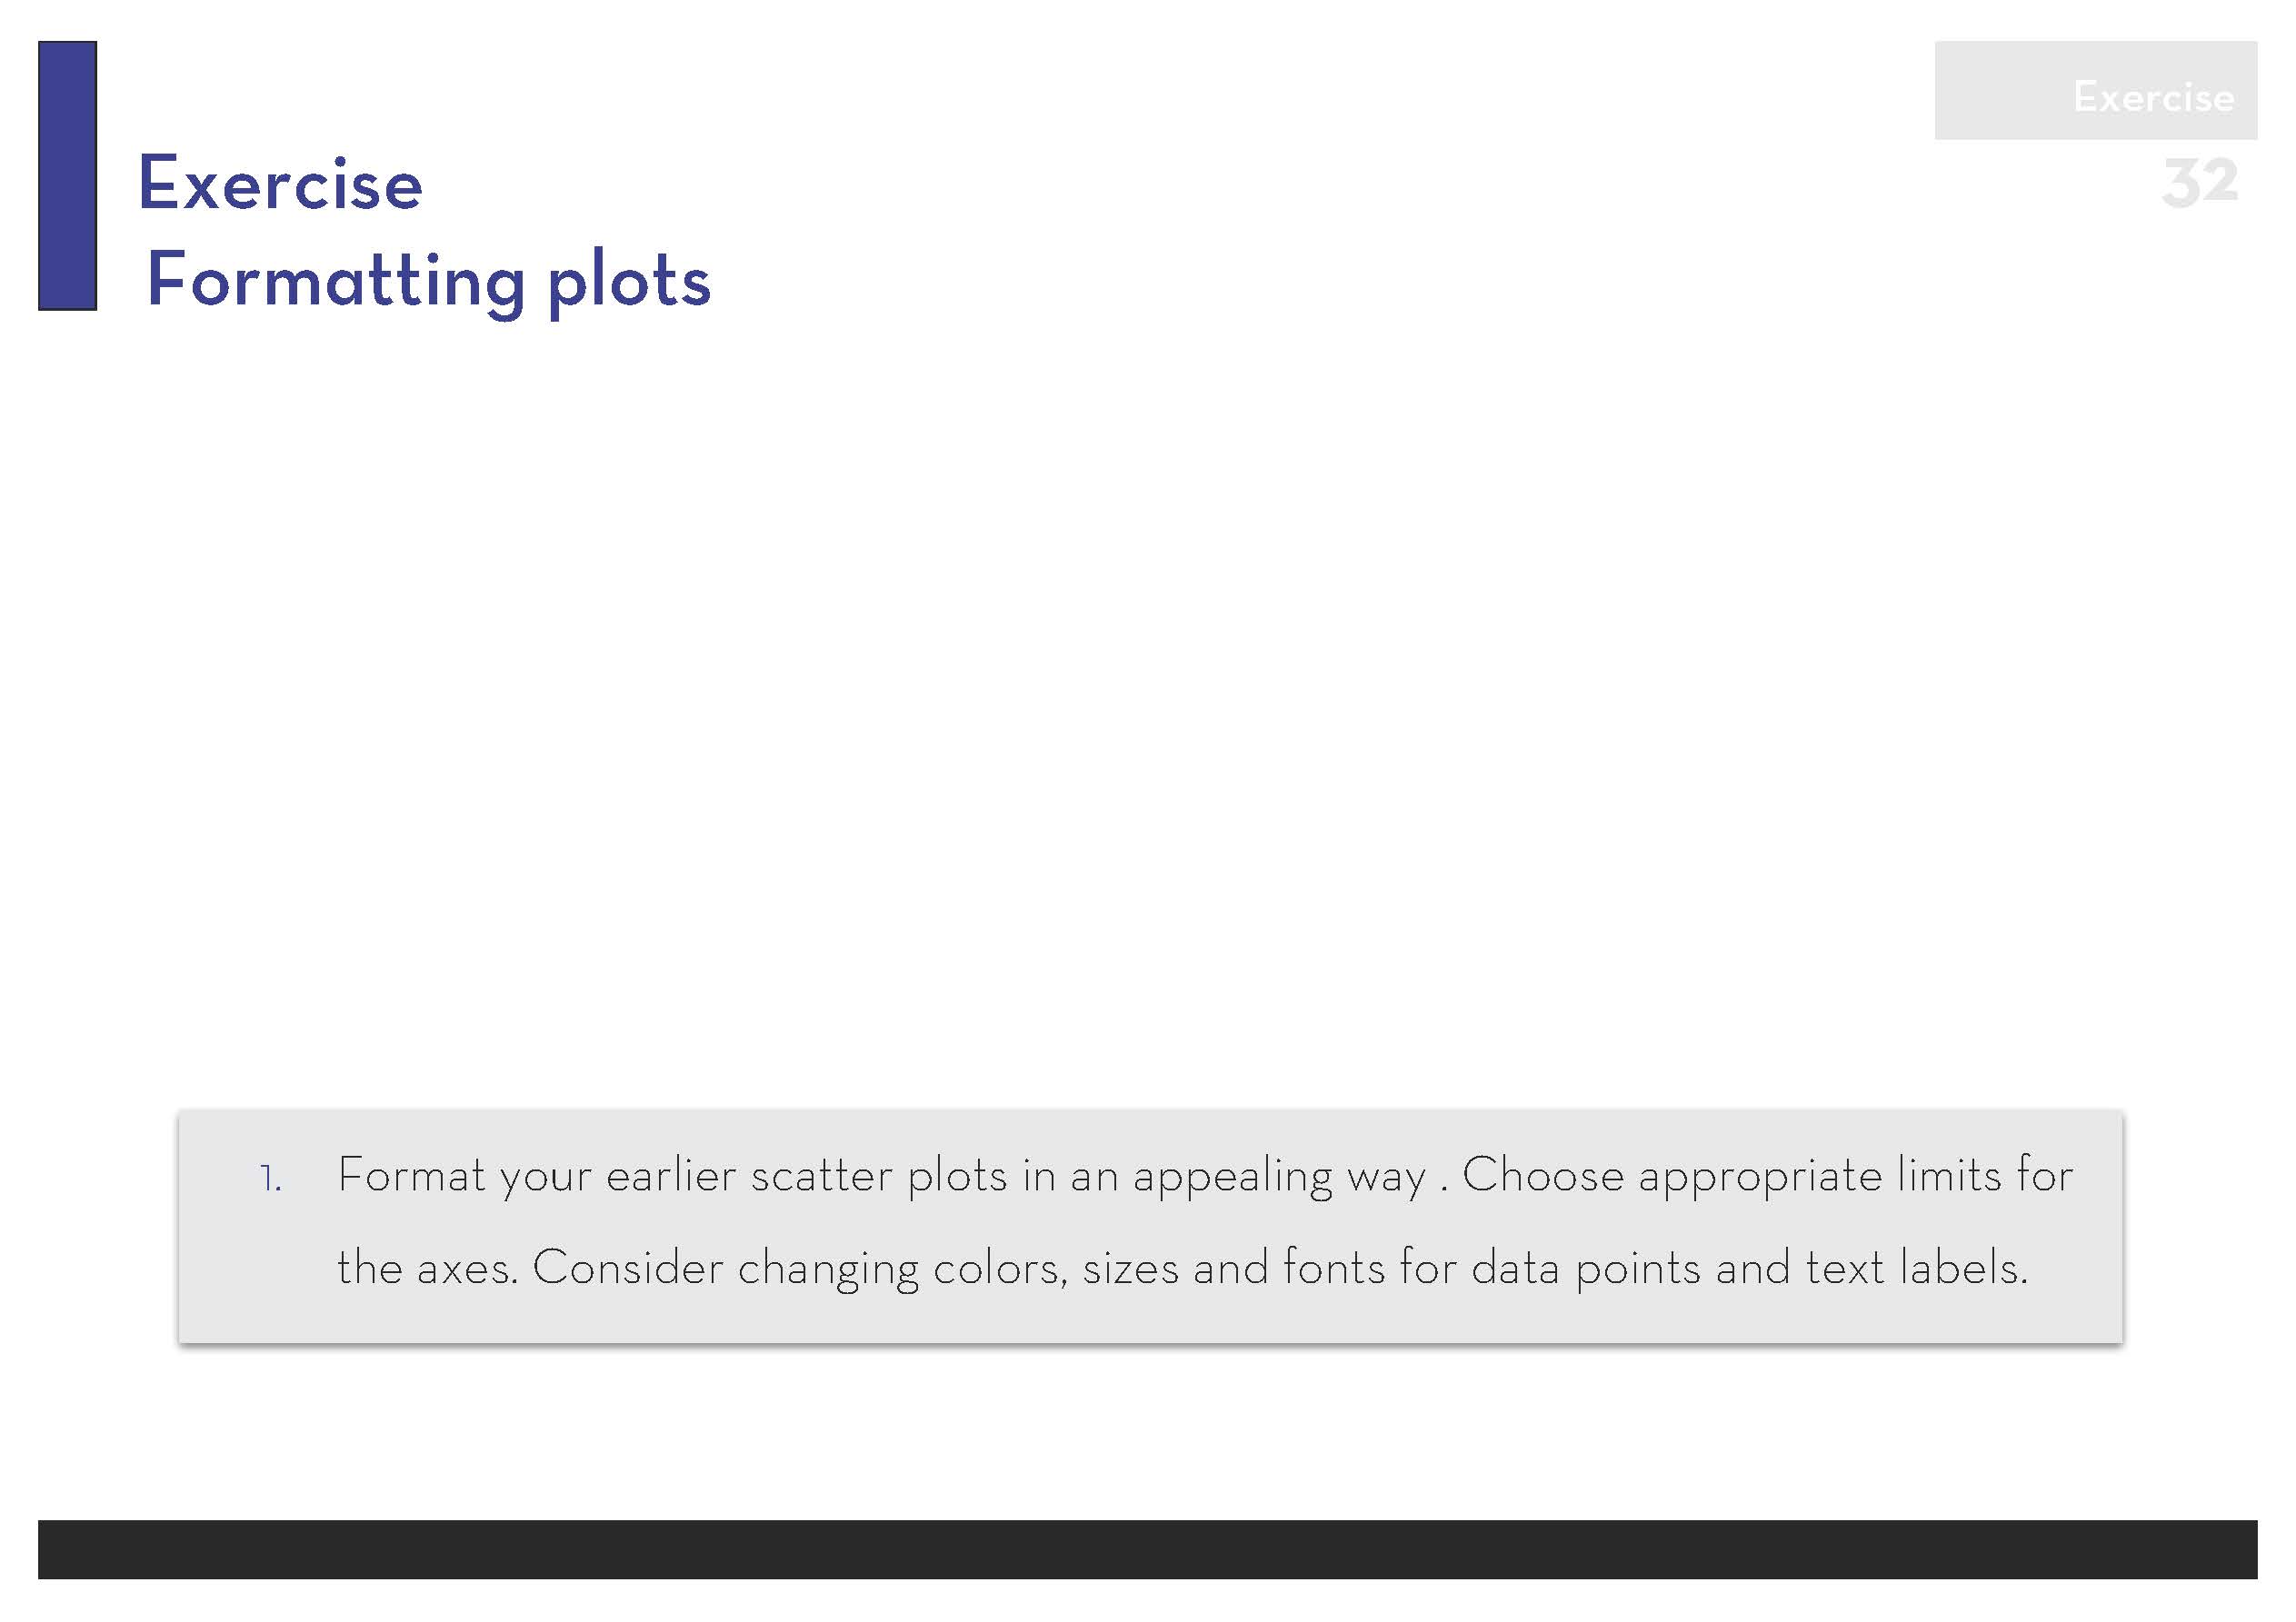 Exercise
32
Exercise
Formatting plots
1. Format your earlier scatter plots in an appealing way . Choose appropriate limits for
the axes. Consider changing colors, sizes and fonts for data points and text labels.